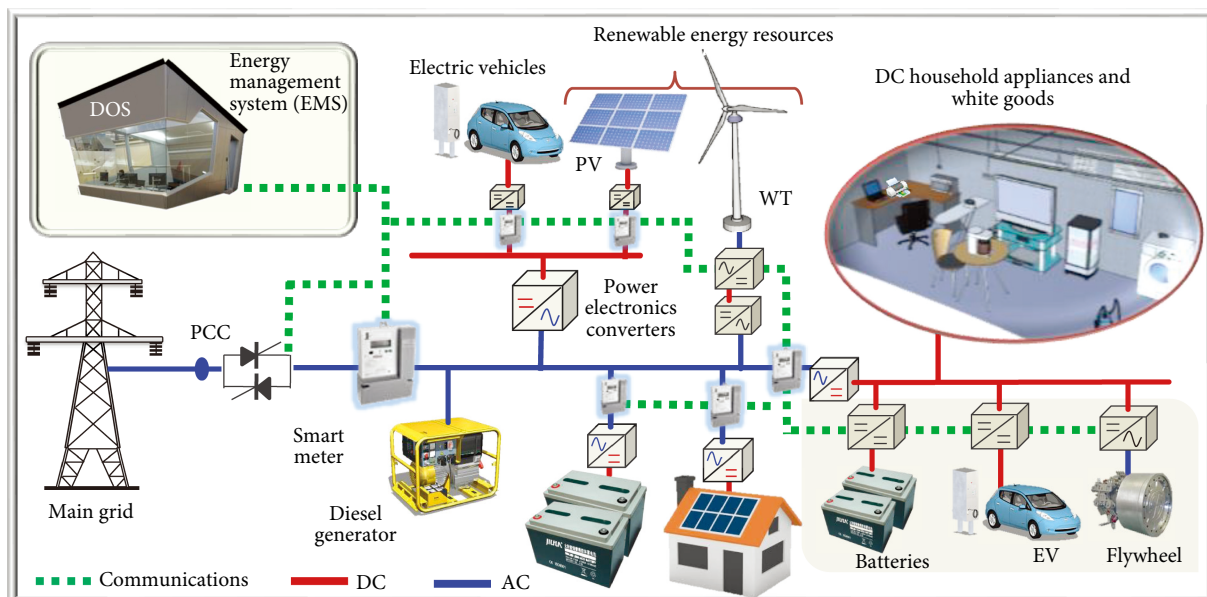 Renewable energy resources
Energy
management
system (EMS)
DOS
Electric vehicles
DC household appliances and
white goods
PV
WT
Power
electronics
converters
PCC
Smart
meter
Main grid
Diesel
generator
Batteries
EV
Flywheel
Communications
DC
AC